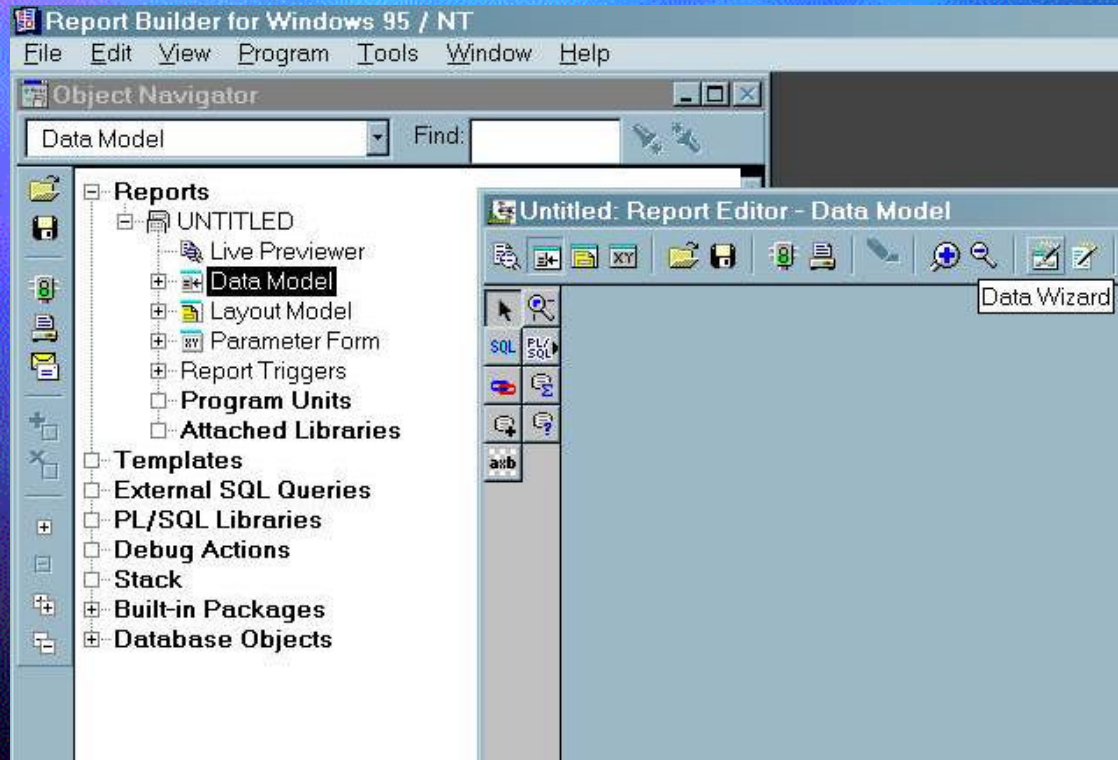 Report Builder for Windows 95 / NT
File Edit View Program Tools Window Help
Object Navigator
Data Model Find:
Reports
UNTITLED
Live Previewer
Data Model
Layout Model
Parameter Form
Report Triggers
Program Units
Attached Libraries
Templates
External SQL Queries
PL/SQL Libraries
Debug Actions
Stack
Built-in Packages
Database Objects
Untitled: Report Editor - Data Model
XY
Data Wizard
SQL PL/SQL
a:b